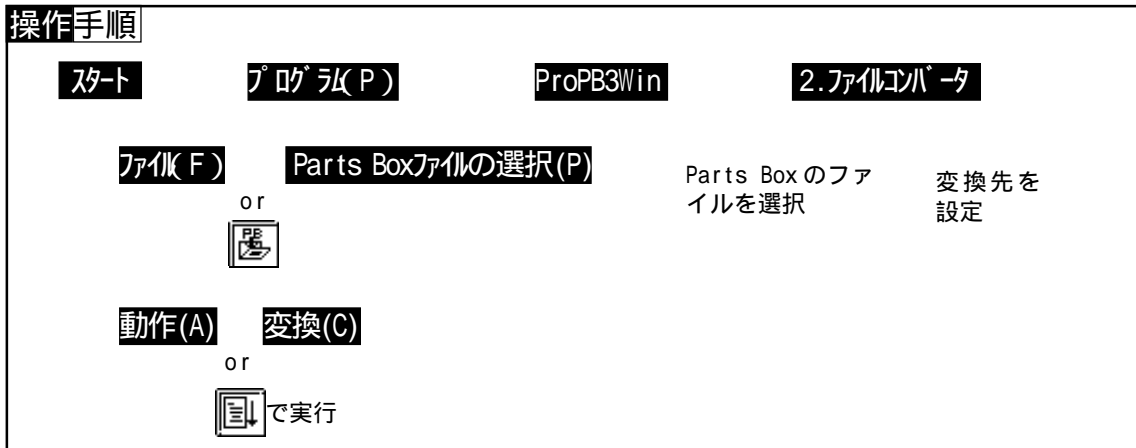 操作手順
スタート プログラム(P) ProPB3Win 2.ファイルコンバータ
ファイル(F) Parts Boxファイルの選択(P) Parts Boxのファ 変換先を
or イルを選択 設定
PB
動作(A) 変換(C)
or
で実行